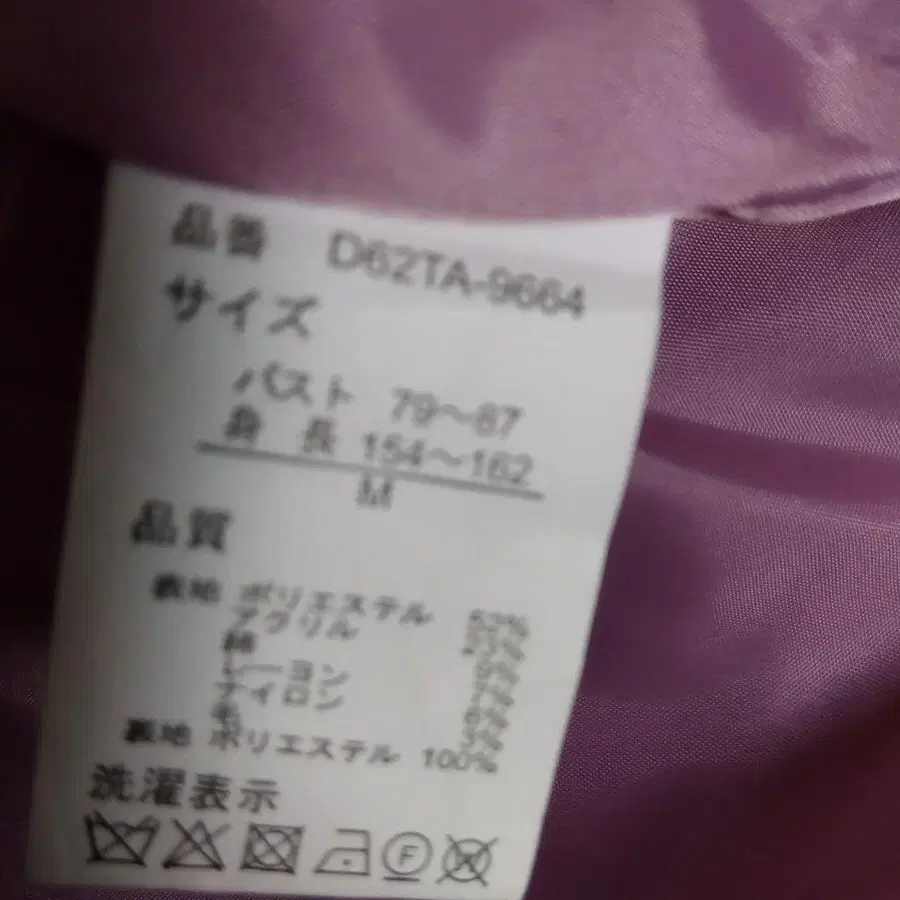 品番 D62TA-9664
サイズ
バスト 79〜87
身長 154〜162
M
品質
表地 ポリエステル
アクリル
綿
レーヨン
ナイロン
毛
裏地 ポリエステル 100%
洗濯表示
F
W